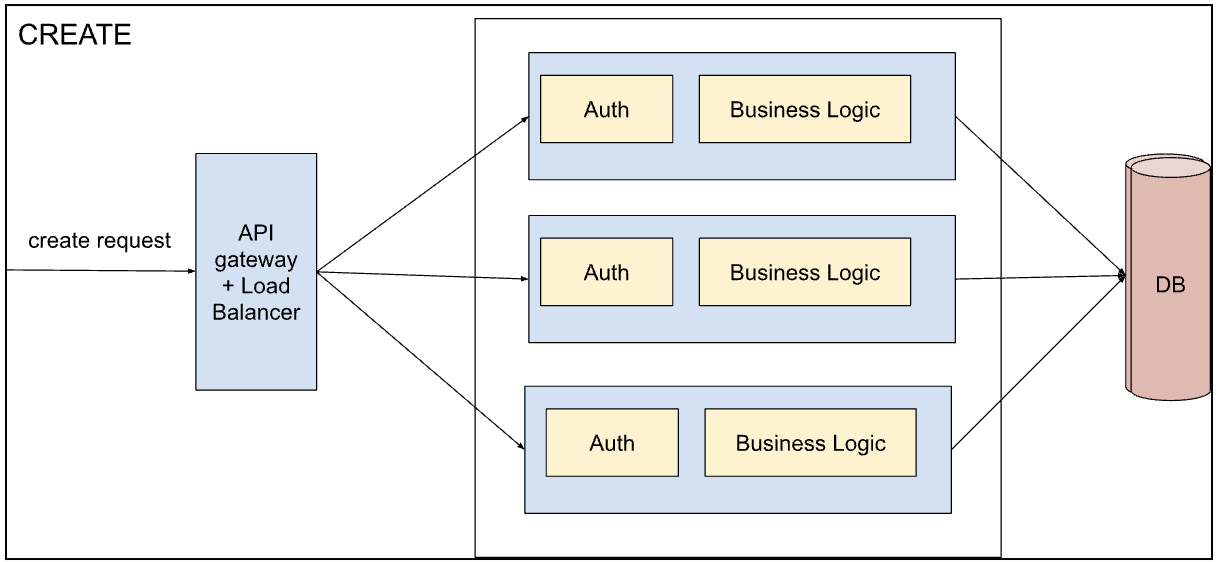 CREATE
create request
API
gateway
+ Load
Balancer
Auth
Business Logic
Auth
Business Logic
Auth
Business Logic
DB